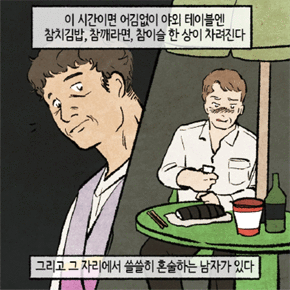 이 시간이면 어김없이 야외 테이블엔
참치김밥, 참깨라면, 참이슬 한 상이 차려진다
그리고 그 자리에서 쓸쓸히 혼술하는 남자가 있다